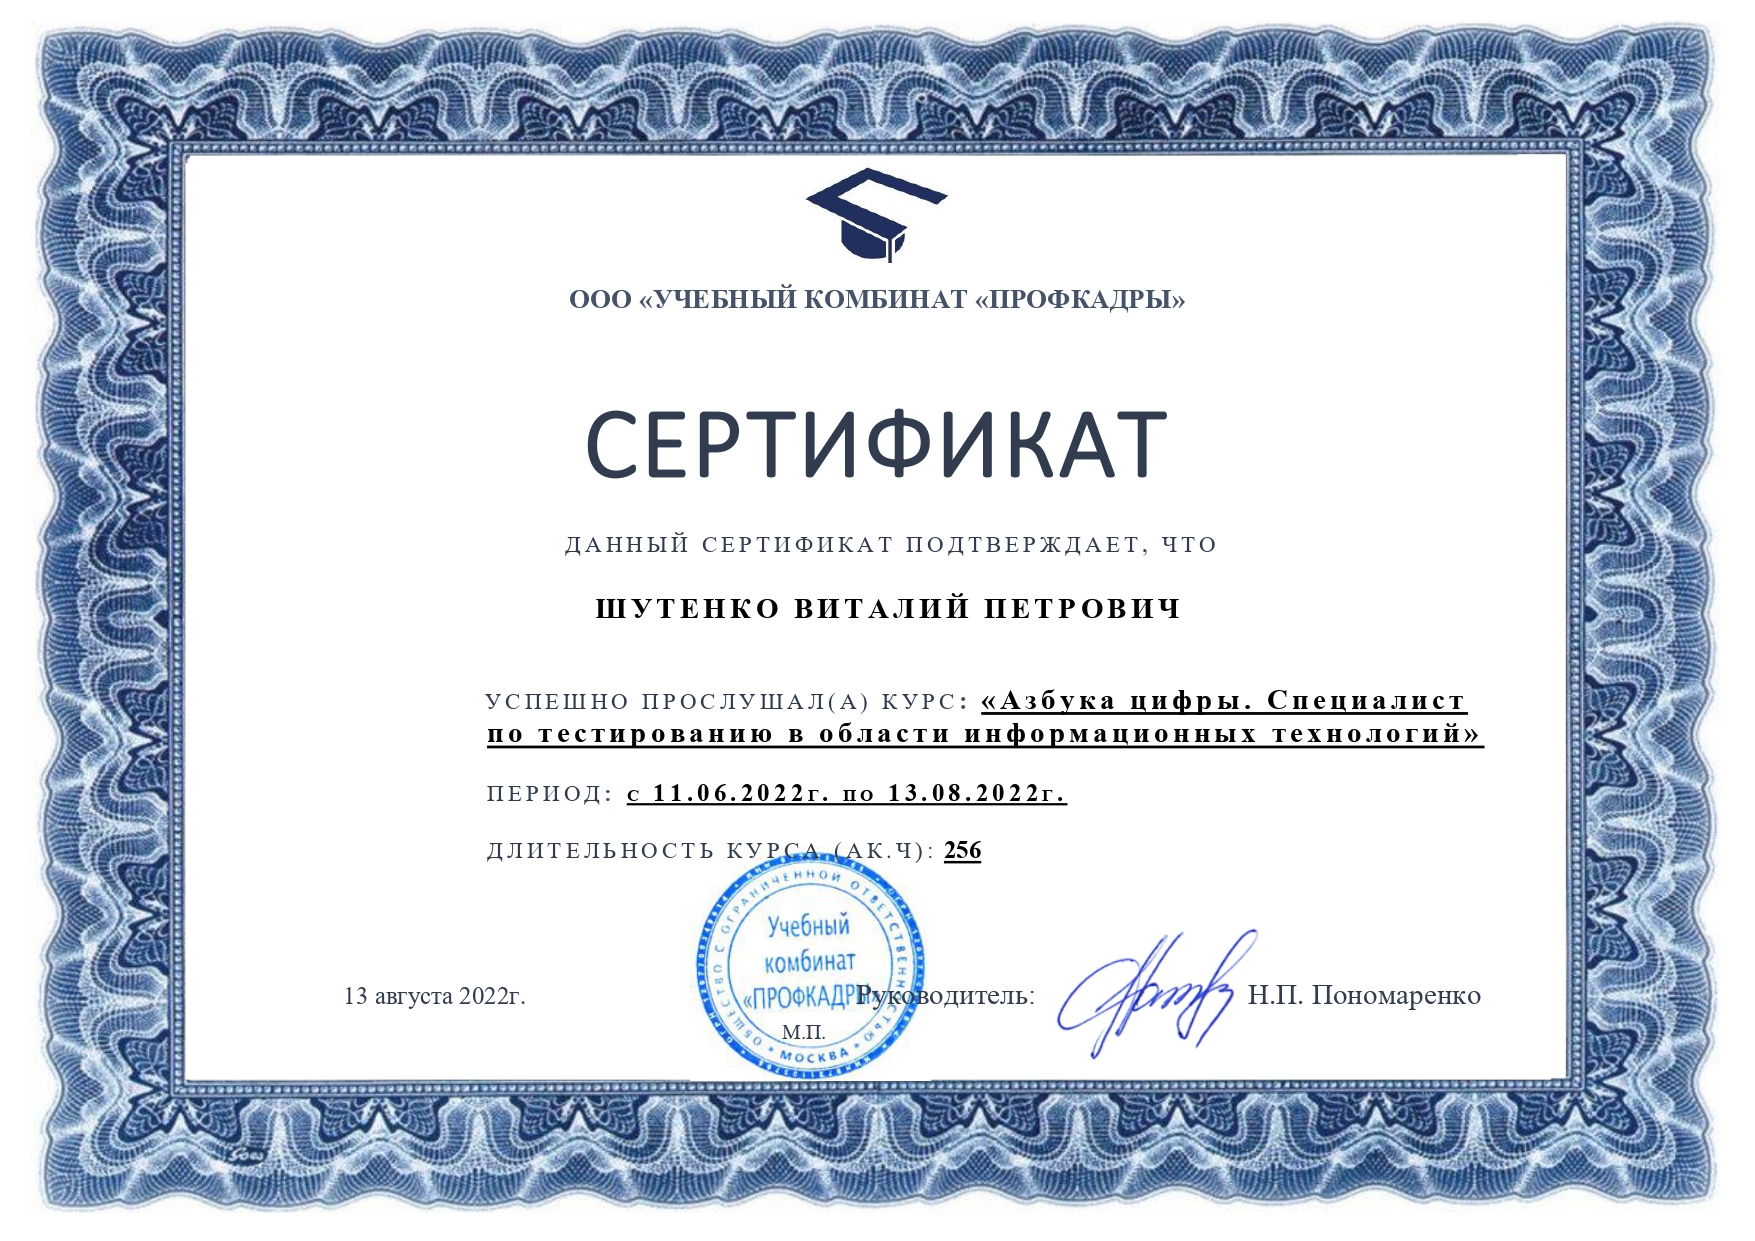 ООО «УЧЕБНЫЙ КОМБИНАТ «ПРОФКАДРЫ»
СЕРТИФИКАТ
ДАННЫЙ СЕРТИФИКАТ ПОДТВЕРЖДАЕТ, ЧТО
ШУТЕНКО ВИТАЛИЙ ПЕТРОВИЧ
УСПЕШНО ПРОСЛУШАЛ(А) КУРС: «Азбука цифры. Специалист
по тестированию в области информационных технологий»
ПЕРИОД: с 11.06.2022г. по 13.08.2022г.
ДЛИТЕЛЬНОСТЬ КУРСА (АК.Ч): 256
ОБЩЕСТВО С ОГРАНИЧЕННОЙ ОТВЕТСТВЕННОСТЬЮ
Учебный
комбинат
«ПРОФКАДРЫ»
* МОСКВА *
13 августа 2022г.
Руководитель:
Н.П. Пономаренко
М.П.
Goes